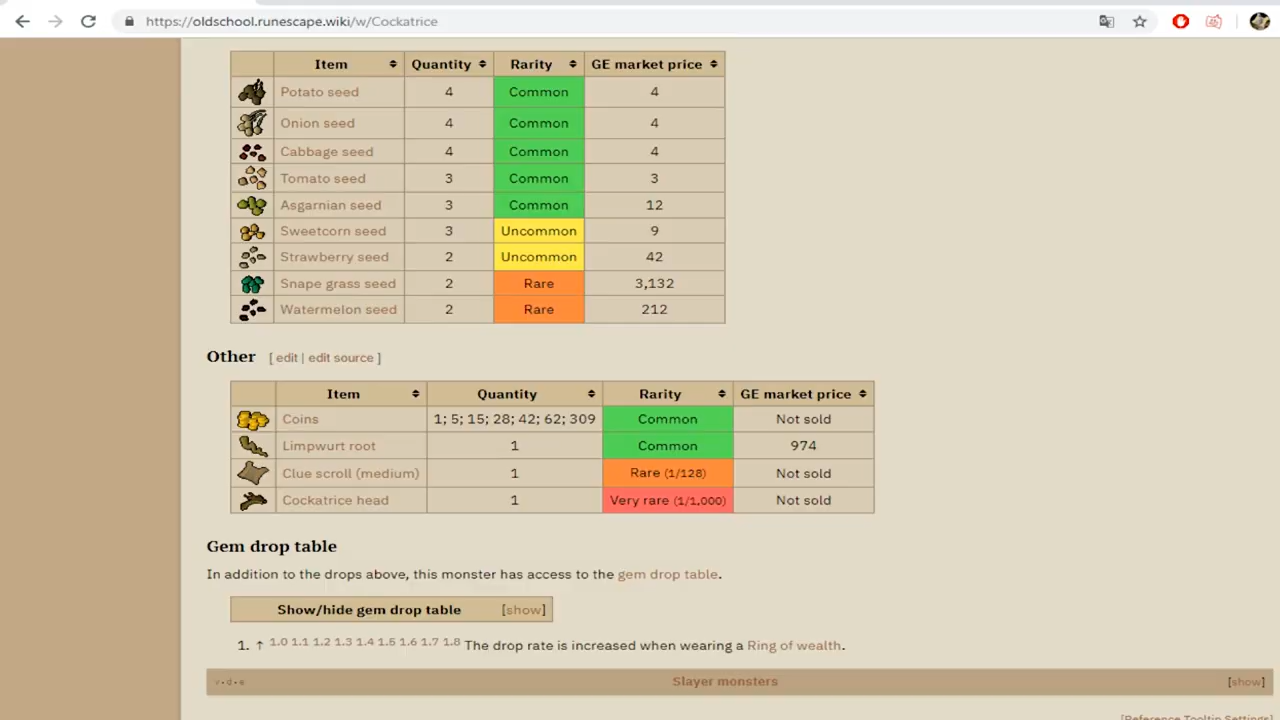 https://oldschool.runescape.wiki/w/Cockatrice
Item Quantity Rarity GE market price
Potato seed 4 Common 4
Onion seed 4 Common 4
Cabbage seed 4 Common 4
Tomato seed 3 Common 3
Asgarnian seed 3 Common 12
Sweetcorn seed 3 Uncommon 9
Strawberry seed 2 Uncommon 42
Snape grass seed 2 Rare 3,132
Watermelon seed 2 Rare 212
Other [ edit | edit source ]
Item Quantity Rarity GE market price
Coins 1; 5; 15; 28; 42; 62; 309 Common Not sold
Limpwurt root 1 Common 974
Clue scroll (medium) 1 Rare (1/128) Not sold
Cockatrice head 1 Very rare (1/1,000) Not sold
Gem drop table
In addition to the drops above, this monster has access to the gem drop table.
Show/hide gem drop table [show]
1. ↑ 1.0 1.1 1.2 1.3 1.4 1.5 1.6 1.7 1.8 The drop rate is increased when wearing a Ring of wealth.
v·d·e Slayer monsters [show]
[Reference Tooltip Settings]